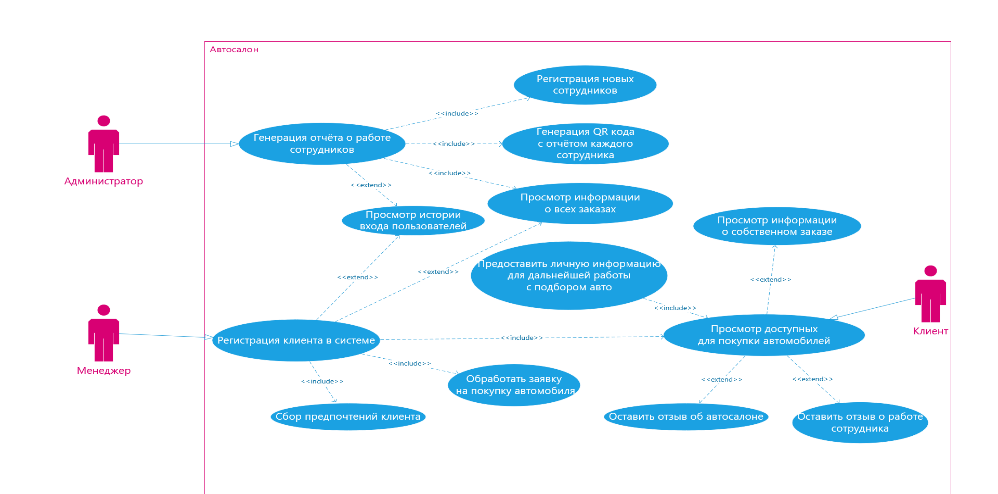 Автосалон
Регистрация новых
сотрудников
<<include>>
Генерация отчёта о работе
сотрудников
<<include>>
Генерация QR кода
с отчётом каждого
сотрудника
Администратор
<<include>>
<<extend>>
Просмотр информации
о всех заказах
Просмотр истории
входа пользователей
Просмотр информации
о собственном заказе
Предоставить личную информацию
для дальнейшей работы
с подбором авто
<<extend>>
<<extend>>
<<extend>>
<<include>>
Клиент
Менеджер
Регистрация клиента в системе
<<include>>
Просмотр доступных
для покупки автомобилей
<<include>>
<<include>>
Обработать заявку
на покупку автомобиля
<<extend>>
<<extend>>
Сбор предпочтений клиента
Оставить отзыв об автосалоне
Оставить отзыв о работе
сотрудника